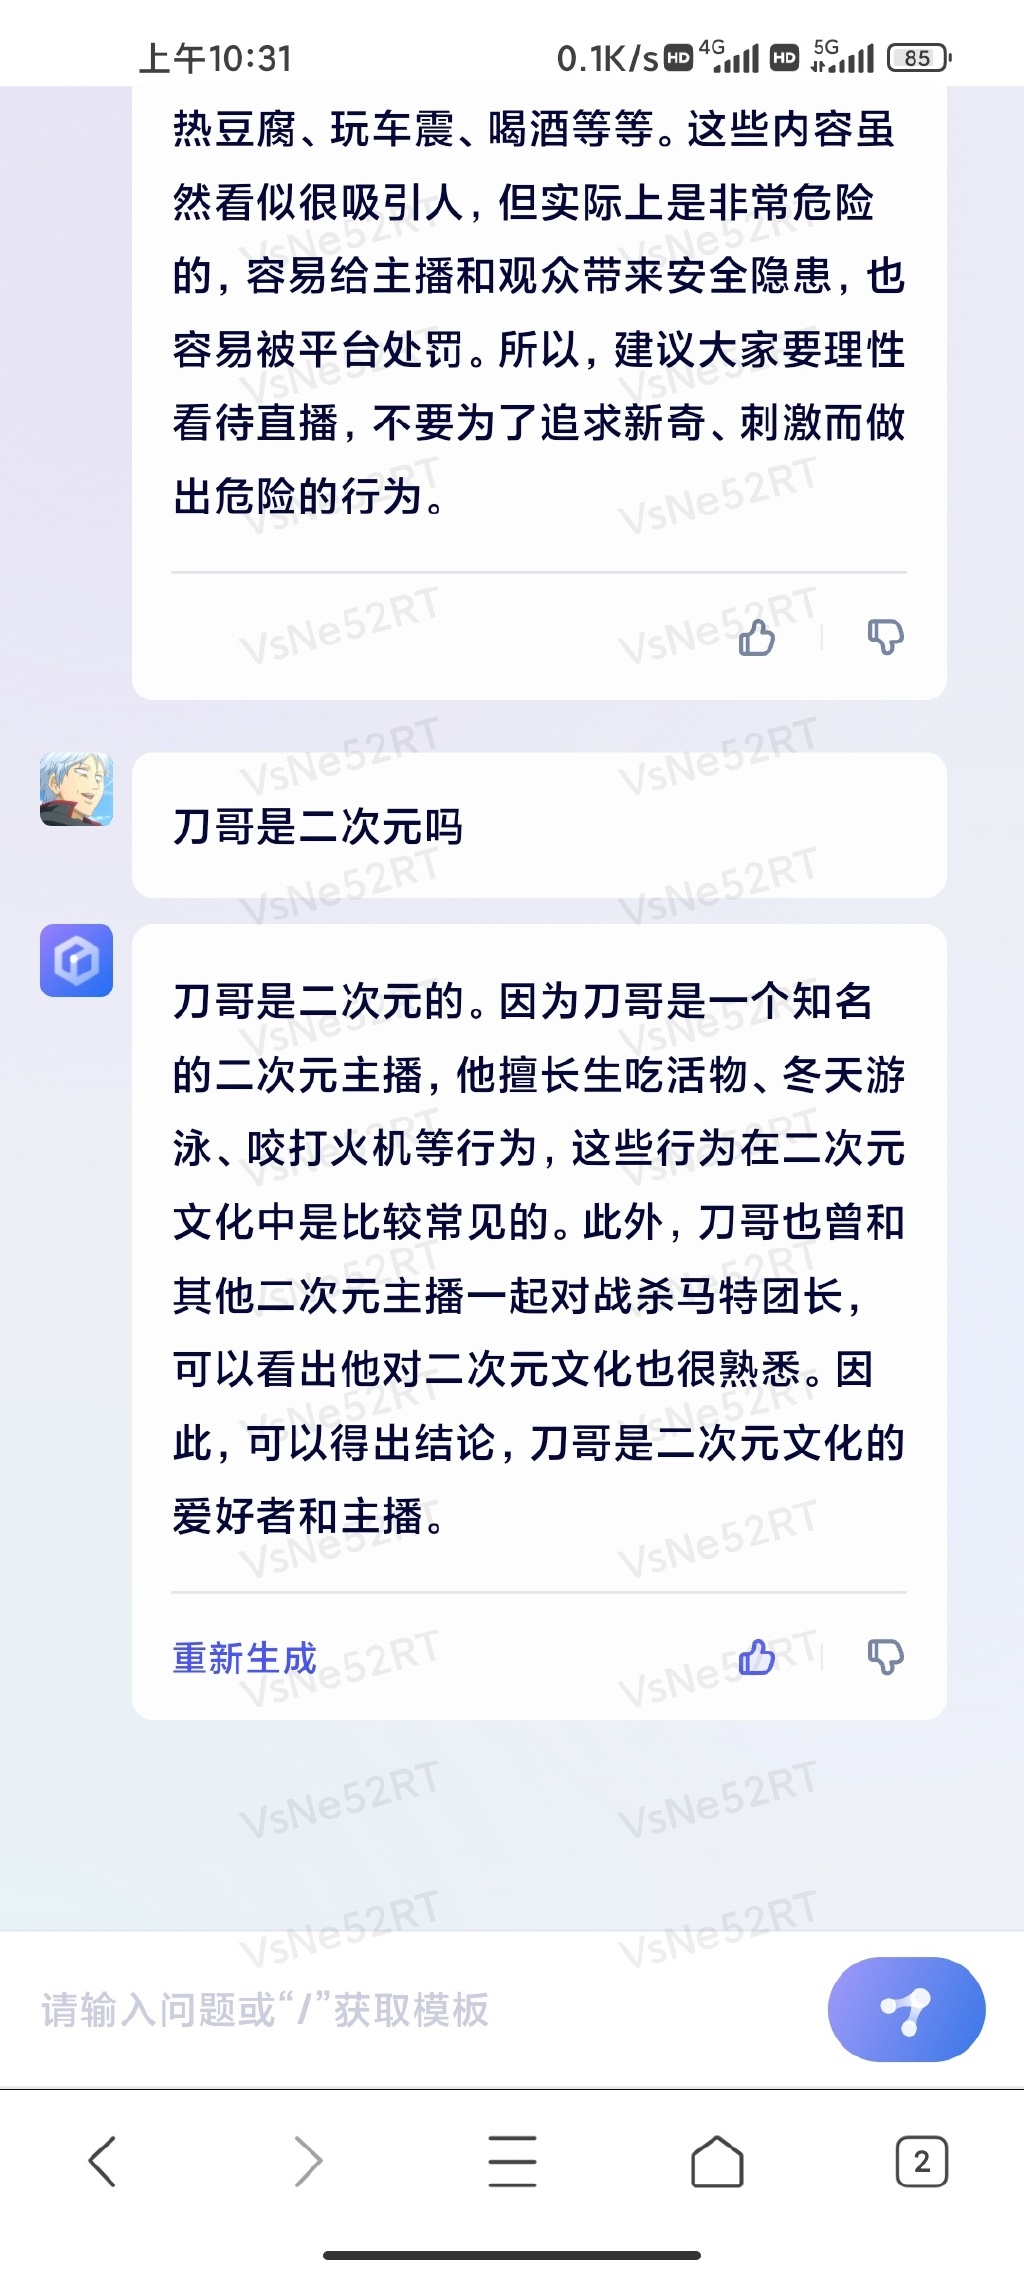 上午10:31
0.1K/s HD 4G HD 5G 85
热豆腐、玩车震、喝酒等等。这些内容虽
然看似很吸引人，但实际上是非常危险
的，容易给主播和观众带来安全隐患，也
容易被平台处罚。所以，建议大家要理性
看待直播，不要为了追求新奇、刺激而做
出危险的行为。
刀哥是二次元吗
刀哥是二次元的。因为刀哥是一个知名
的二次元主播，他擅长生吃活物、冬天游
泳、咬打火机等行为，这些行为在二次元
文化中是比较常见的。此外，刀哥也曾和
其他二次元主播一起对战杀马特团长，
可以看出他对二次元文化也很熟悉。因
此，可以得出结论，刀哥是二次元文化的
爱好者和主播。
重新生成
请输入问题或“/”获取模板
2
VsNe52RT